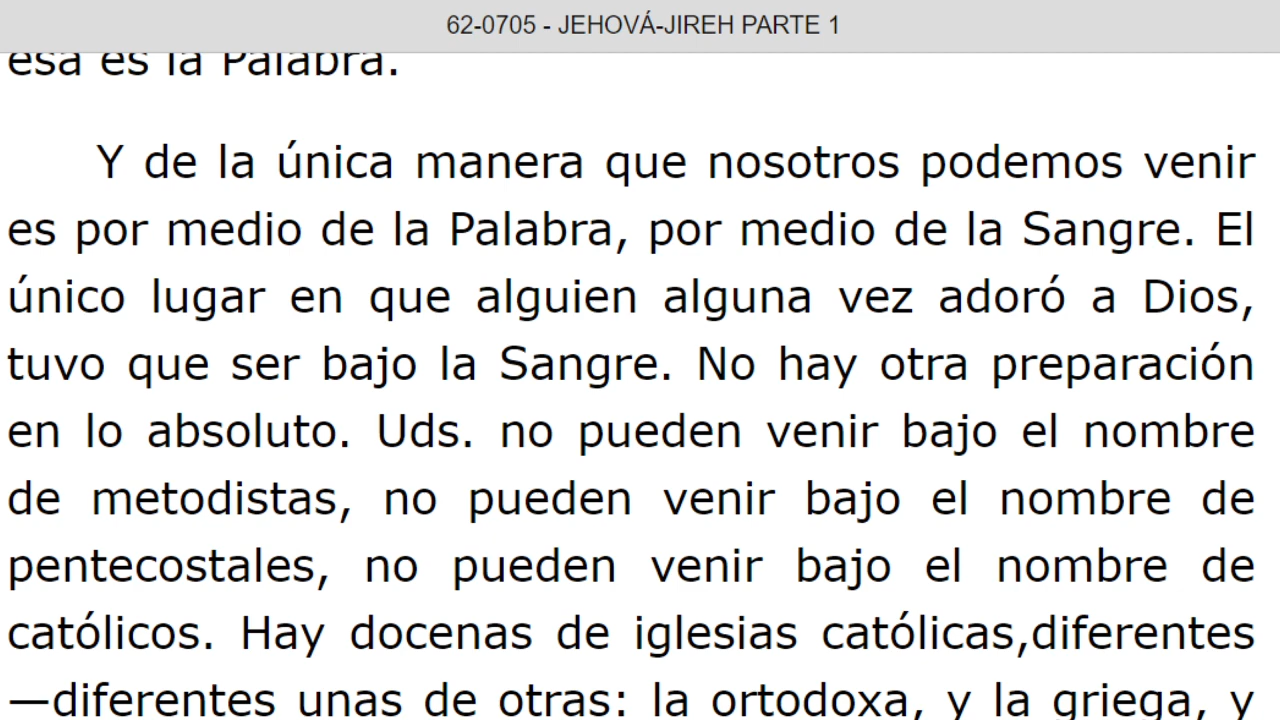 62-0705 - JEHOVÁ-JIREH PARTE 1
esa es la Palabra.
Y de la única manera que nosotros podemos venir
es por medio de la Palabra, por medio de la Sangre. El
único lugar en que alguien alguna vez adoró a Dios,
tuvo que ser bajo la Sangre. No hay otra preparación
en lo absoluto. Uds. no pueden venir bajo el nombre
de metodistas, no pueden venir bajo el nombre de
pentecostales, no pueden venir bajo el nombre de
católicos. Hay docenas de iglesias católicas,diferentes
—diferentes unas de otras: la ortodoxa, y la griega, y